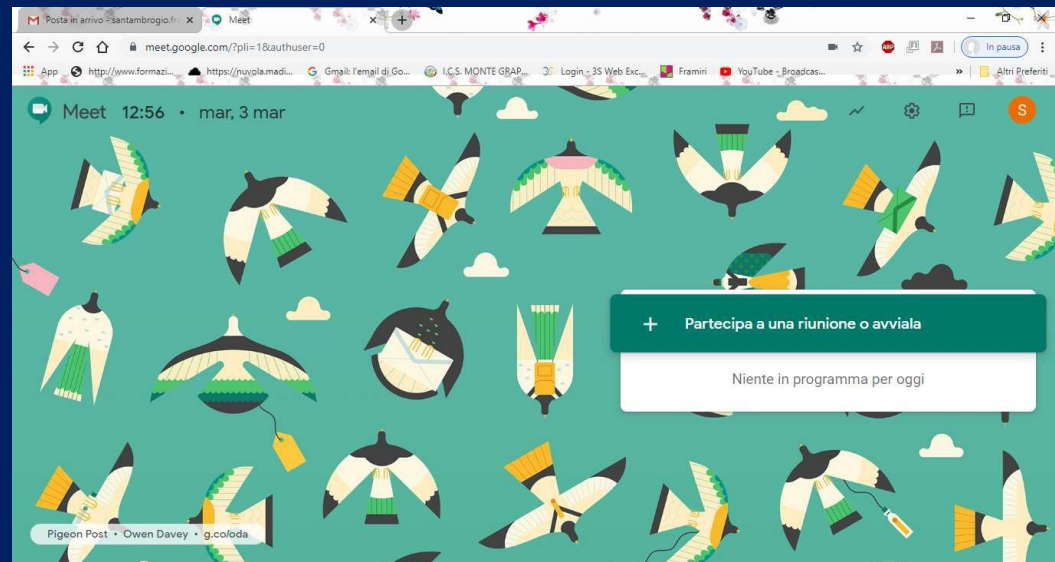 Posta in arrivo - santambrogio.fr
Meet
meet.google.com/?pli=1&authuser=0
ABP
In pausa
App
http://www.formazi...
https://nuvola.madi...
Gmail: l'email di Go...
I.C.S. MONTE GRAP...
Login - 3S Web Exc...
Framiri
YouTube - Broadcas...
»
Altri Preferiti
Meet 12:56 • mar, 3 mar
S
+ Partecipa a una riunione o avviala
Niente in programma per oggi
Pigeon Post • Owen Davey • g.co/oda